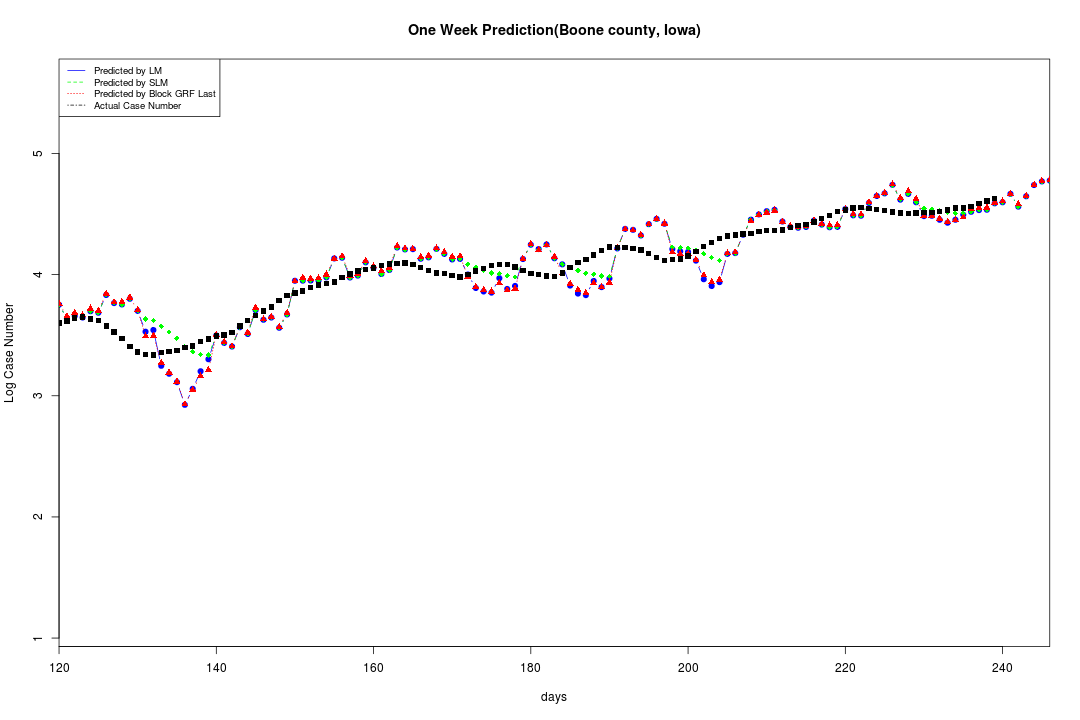 One Week Prediction(Boone county, Iowa)
Predicted by LM
Predicted by SLM
Predicted by Block GRF Last
Actual Case Number
5
4
3
2
1
Log Case Number
120 140 160 180 200 220 240
days